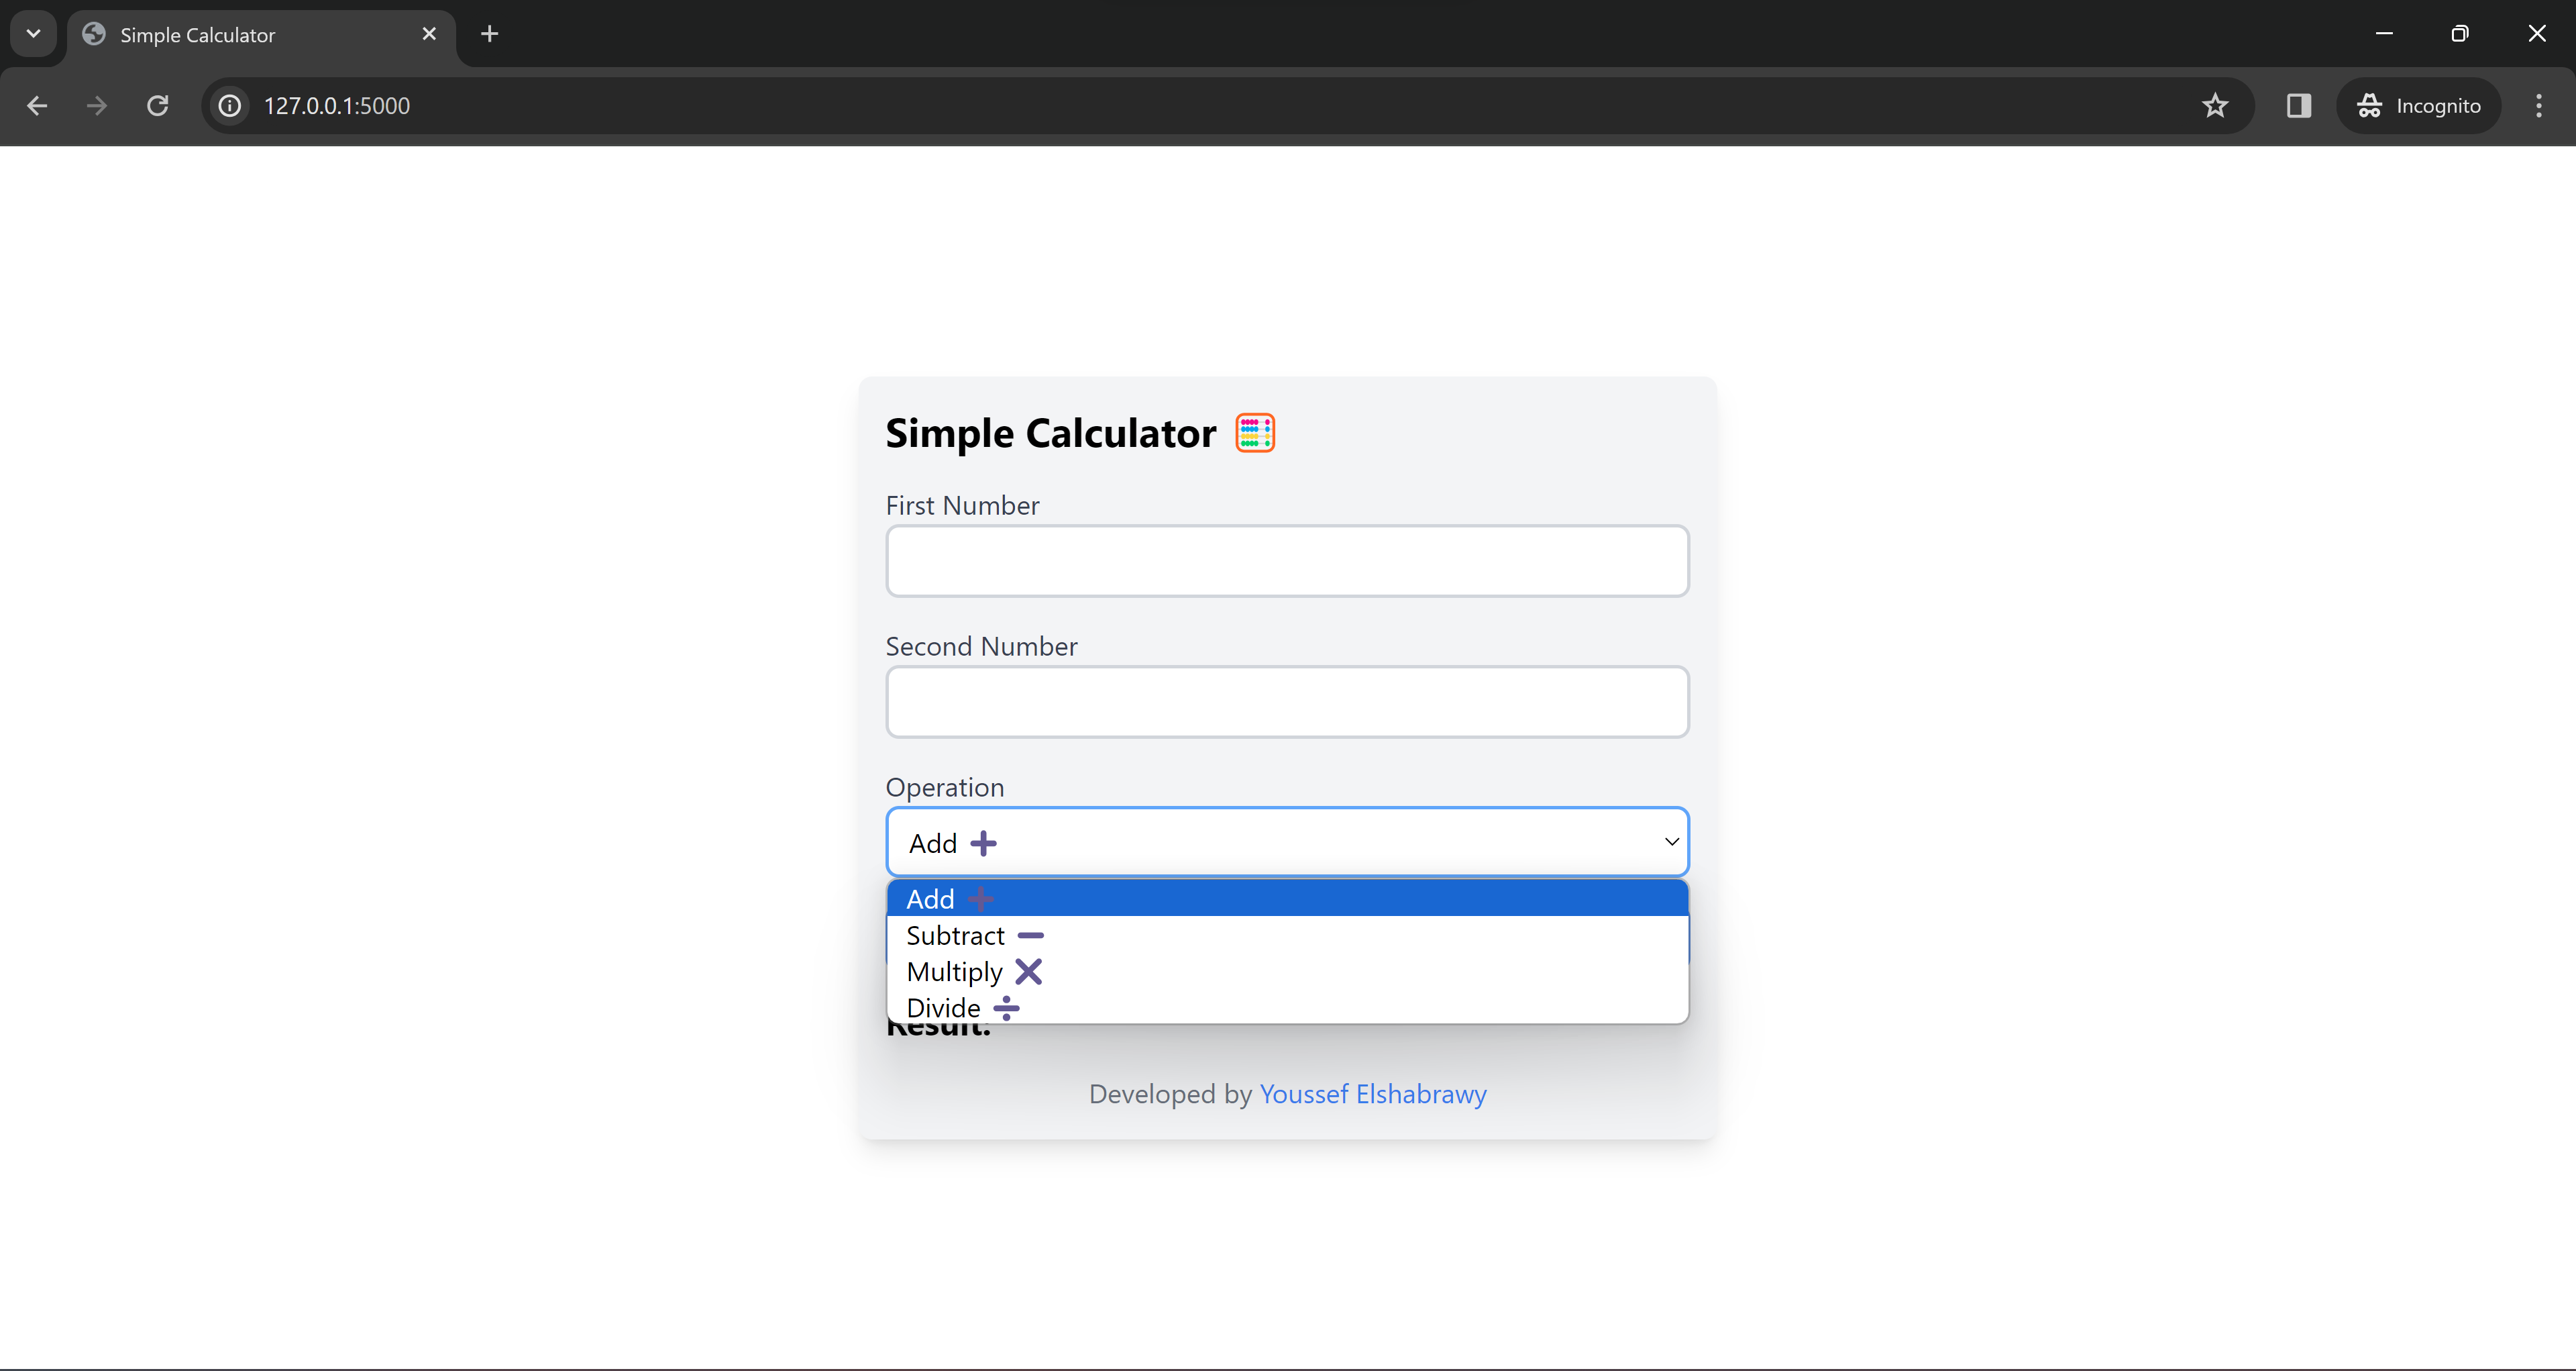 Simple Calculator
127.0.0.1:5000
Incognito
Simple Calculator 🧮
First Number
Second Number
Operation
Add ➕
Add ➕
Subtract ➖
Multiply ✖
Divide ➗
Result:
Developed by Youssef Elshabrawy